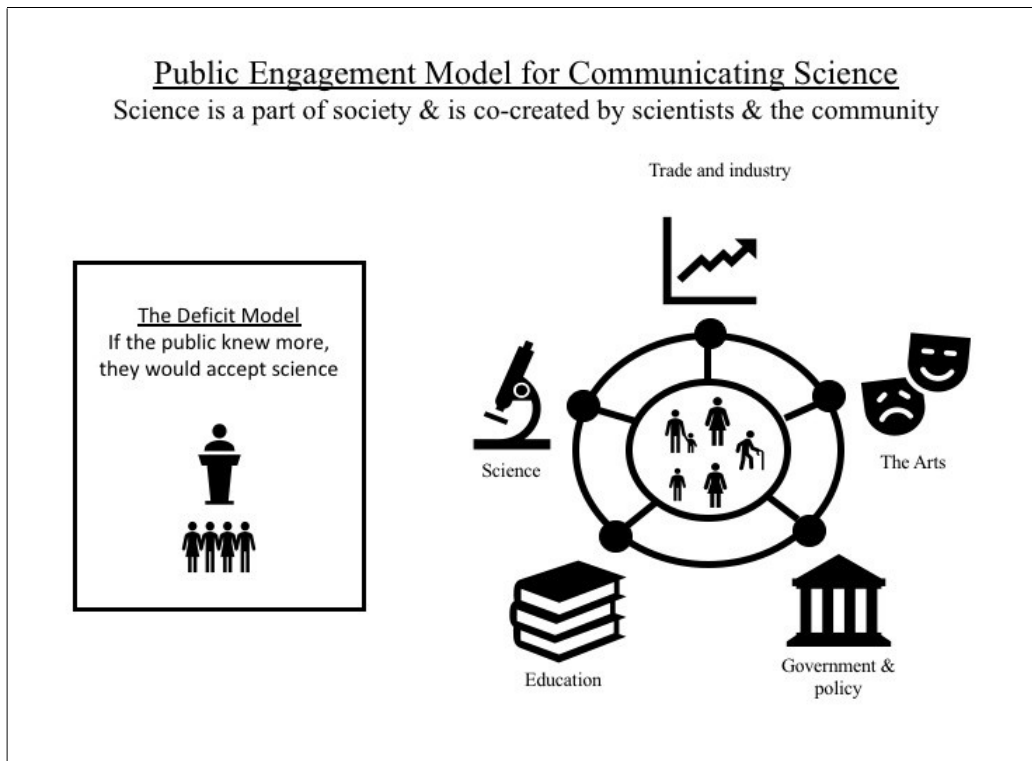 Public Engagement Model for Communicating Science
Science is a part of society & is co-created by scientists & the community
The Deficit Model
If the public knew more,
they would accept science
Trade and industry
Science
The Arts
Education
Government &
policy